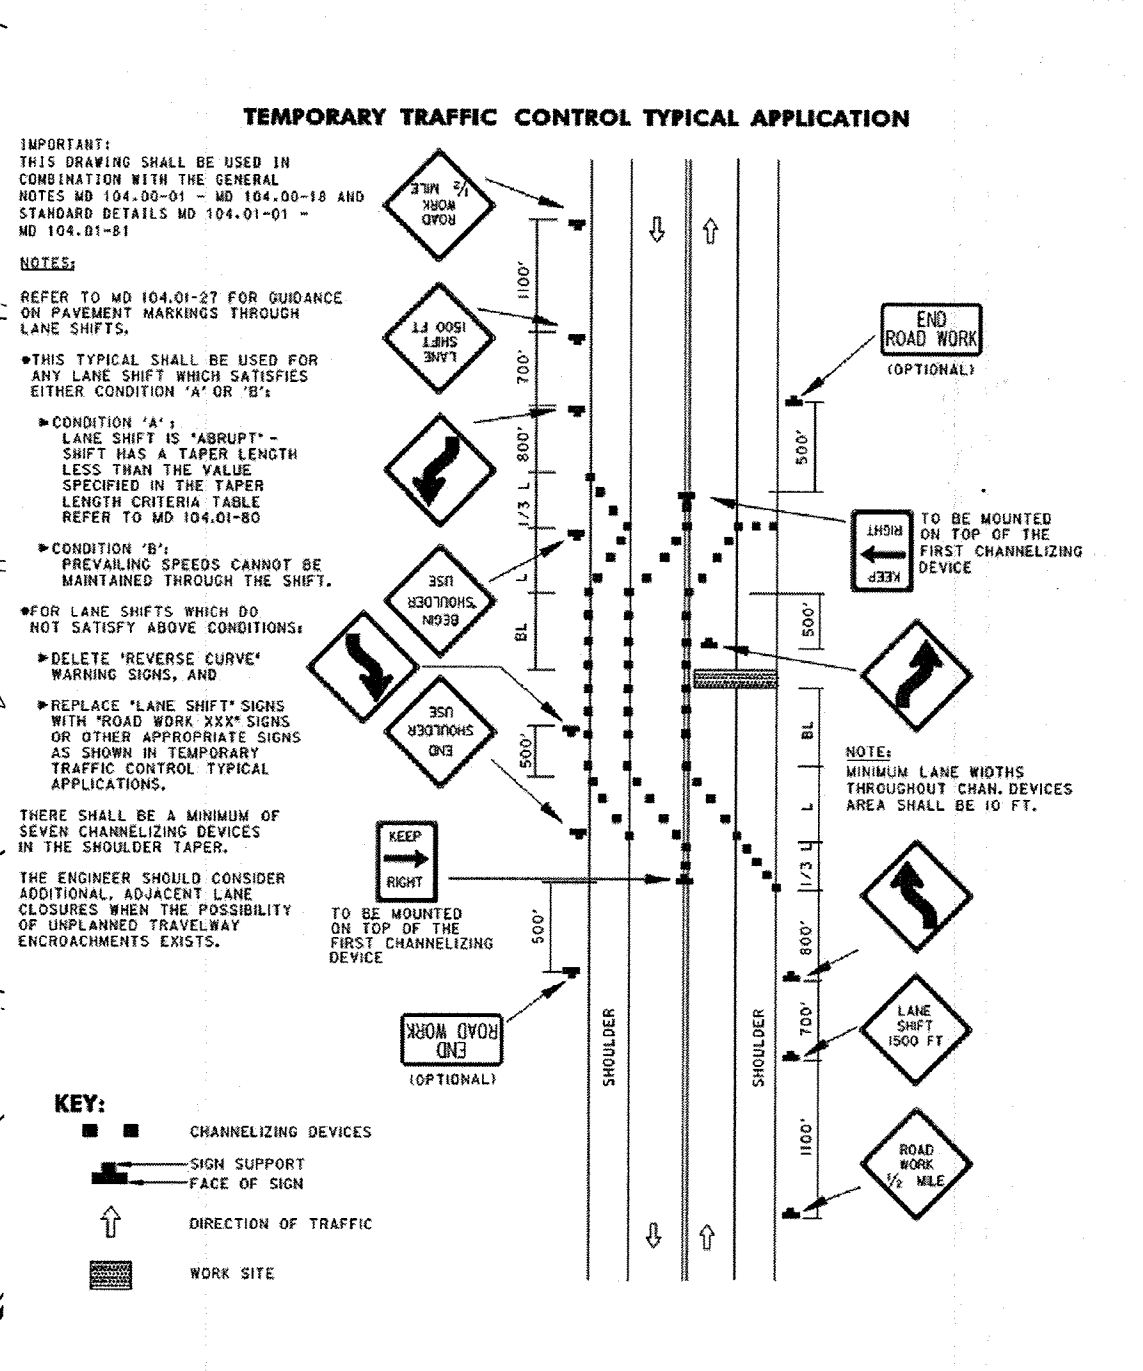 TEMPORARY TRAFFIC CONTROL TYPICAL APPLICATION
IMPORTANT:
THIS DRAWING SHALL BE USED IN
COMBINATION WITH THE GENERAL
NOTES MD 104.00-01 - MD 104.00-18 AND
STANDARD DETAILS MD 104.01-01 -
MD 104.01-81
NOTES:
REFER TO MD 104.01-27 FOR GUIDANCE
ON PAVEMENT MARKINGS THROUGH
LANE SHIFTS.
•THIS TYPICAL SHALL BE USED FOR
ANY LANE SHIFT WHICH SATISFIES
EITHER CONDITION 'A' OR 'B':
►CONDITION 'A':
LANE SHIFT IS "ABRUPT" -
SHIFT HAS A TAPER LENGTH
LESS THAN THE VALUE
SPECIFIED IN THE TAPER
LENGTH CRITERIA TABLE
REFER TO MD 104.01-80
►CONDITION 'B':
PREVAILING SPEEDS CANNOT BE
MAINTAINED THROUGH THE SHIFT.
•FOR LANE SHIFTS WHICH DO
NOT SATISFY ABOVE CONDITIONS:
►DELETE 'REVERSE CURVE'
WARNING SIGNS, AND
►REPLACE "LANE SHIFT" SIGNS
WITH "ROAD WORK XXX" SIGNS
OR OTHER APPROPRIATE SIGNS
AS SHOWN IN TEMPORARY
TRAFFIC CONTROL TYPICAL
APPLICATIONS.
THERE SHALL BE A MINIMUM OF
SEVEN CHANNELIZING DEVICES
IN THE SHOULDER TAPER.
THE ENGINEER SHOULD CONSIDER
ADDITIONAL, ADJACENT LANE
CLOSURES WHEN THE POSSIBILITY
OF UNPLANNED TRAVELWAY
ENCROACHMENTS EXISTS.
ROAD
WORK
1/2 MILE
LANE
SHIFT
1500 FT
BEGIN
SHOULDER
USE
END
SHOULDER
USE
KEEP
RIGHT
TO BE MOUNTED
ON TOP OF THE
FIRST CHANNELIZING
DEVICE
END
ROAD WORK
(OPTIONAL)
1100'
700'
800'
1/3 L
L
BL
500'
500'
SHOULDER
SHOULDER
END
ROAD WORK
(OPTIONAL)
500'
KEEP
RIGHT
TO BE MOUNTED
ON TOP OF THE
FIRST CHANNELIZING
DEVICE
500'
BL
L
1/3 L
800'
700'
1100'
NOTE:
MINIMUM LANE WIDTHS
THROUGHOUT CHAN. DEVICES
AREA SHALL BE 10 FT.
LANE
SHIFT
1500 FT
ROAD
WORK
1/2 MILE
KEY:
CHANNELIZING DEVICES
SIGN SUPPORT
FACE OF SIGN
DIRECTION OF TRAFFIC
WORK SITE